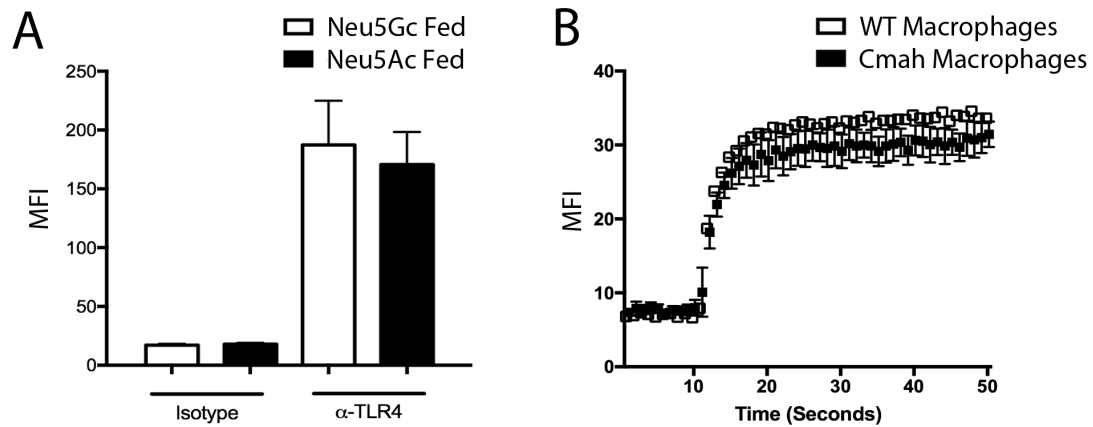 A
Neu5Gc Fed
Neu5Ac Fed
250
200
150
100
50
0
MFI
Isotype
α-TLR4
B
WT Macrophages
Cmah Macrophages
40
30
20
10
0
MFI
10 20 30 40 50
Time (Seconds)